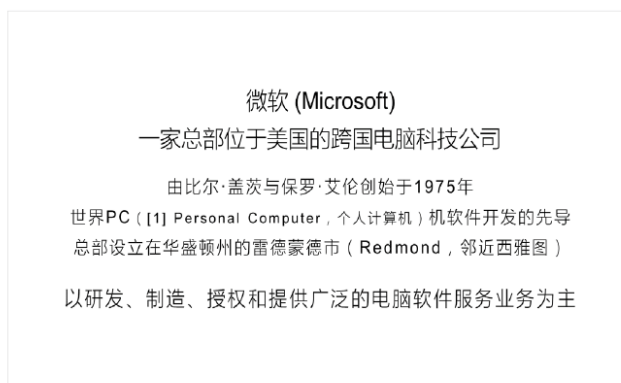 微软 (Microsoft)
一家总部位于美国的跨国电脑科技公司
由比尔·盖茨与保罗·艾伦创始于1975年
世界PC（[1] Personal Computer，个人计算机）机软件开发的先导
总部设立在华盛顿州的雷德蒙德市（Redmond，邻近西雅图）
以研发、制造、授权和提供广泛的电脑软件服务业务为主